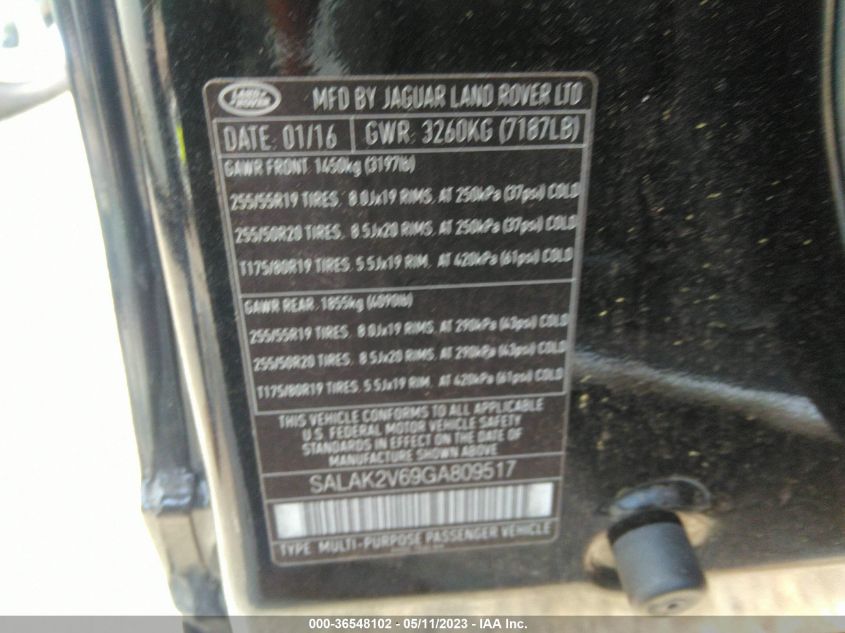 LAND ROVER
MFD BY JAGUAR LAND ROVER LTD
DATE: 01/16 GWR: 3260KG (7187LB)
GAWR FRONT 1450kg (3197lb)
255/55R19 TIRES. 8.0Jx19 RIMS. AT 250kPa (37psi) COLD
255/50R20 TIRES. 8.5Jx20 RIMS. AT 250kPa (37psi) COLD
T175/80R19 TIRES. 5.5Jx19 RIM. AT 420kPa (61psi) COLD
GAWR REAR. 1855kg (4090lb)
255/55R19 TIRES. 8.0Jx19 RIMS. AT 290kPa (43psi) COLD
255/50R20 TIRES. 8.5Jx20 RIMS. AT 290kPa (43psi) COLD
T175/80R19 TIRES. 5.5Jx19 RIM. AT 420kPa (61psi) COLD
THIS VEHICLE CONFORMS TO ALL APPLICABLE
U.S. FEDERAL MOTOR VEHICLE SAFETY
STANDARDS IN EFFECT ON THE DATE OF
MANUFACTURE SHOWN ABOVE
SALAK2V69GA809517
TYPE: MULTI-PURPOSE PASSENGER VEHICLE
000-36548102 - 05/11/2023 - IAA Inc.